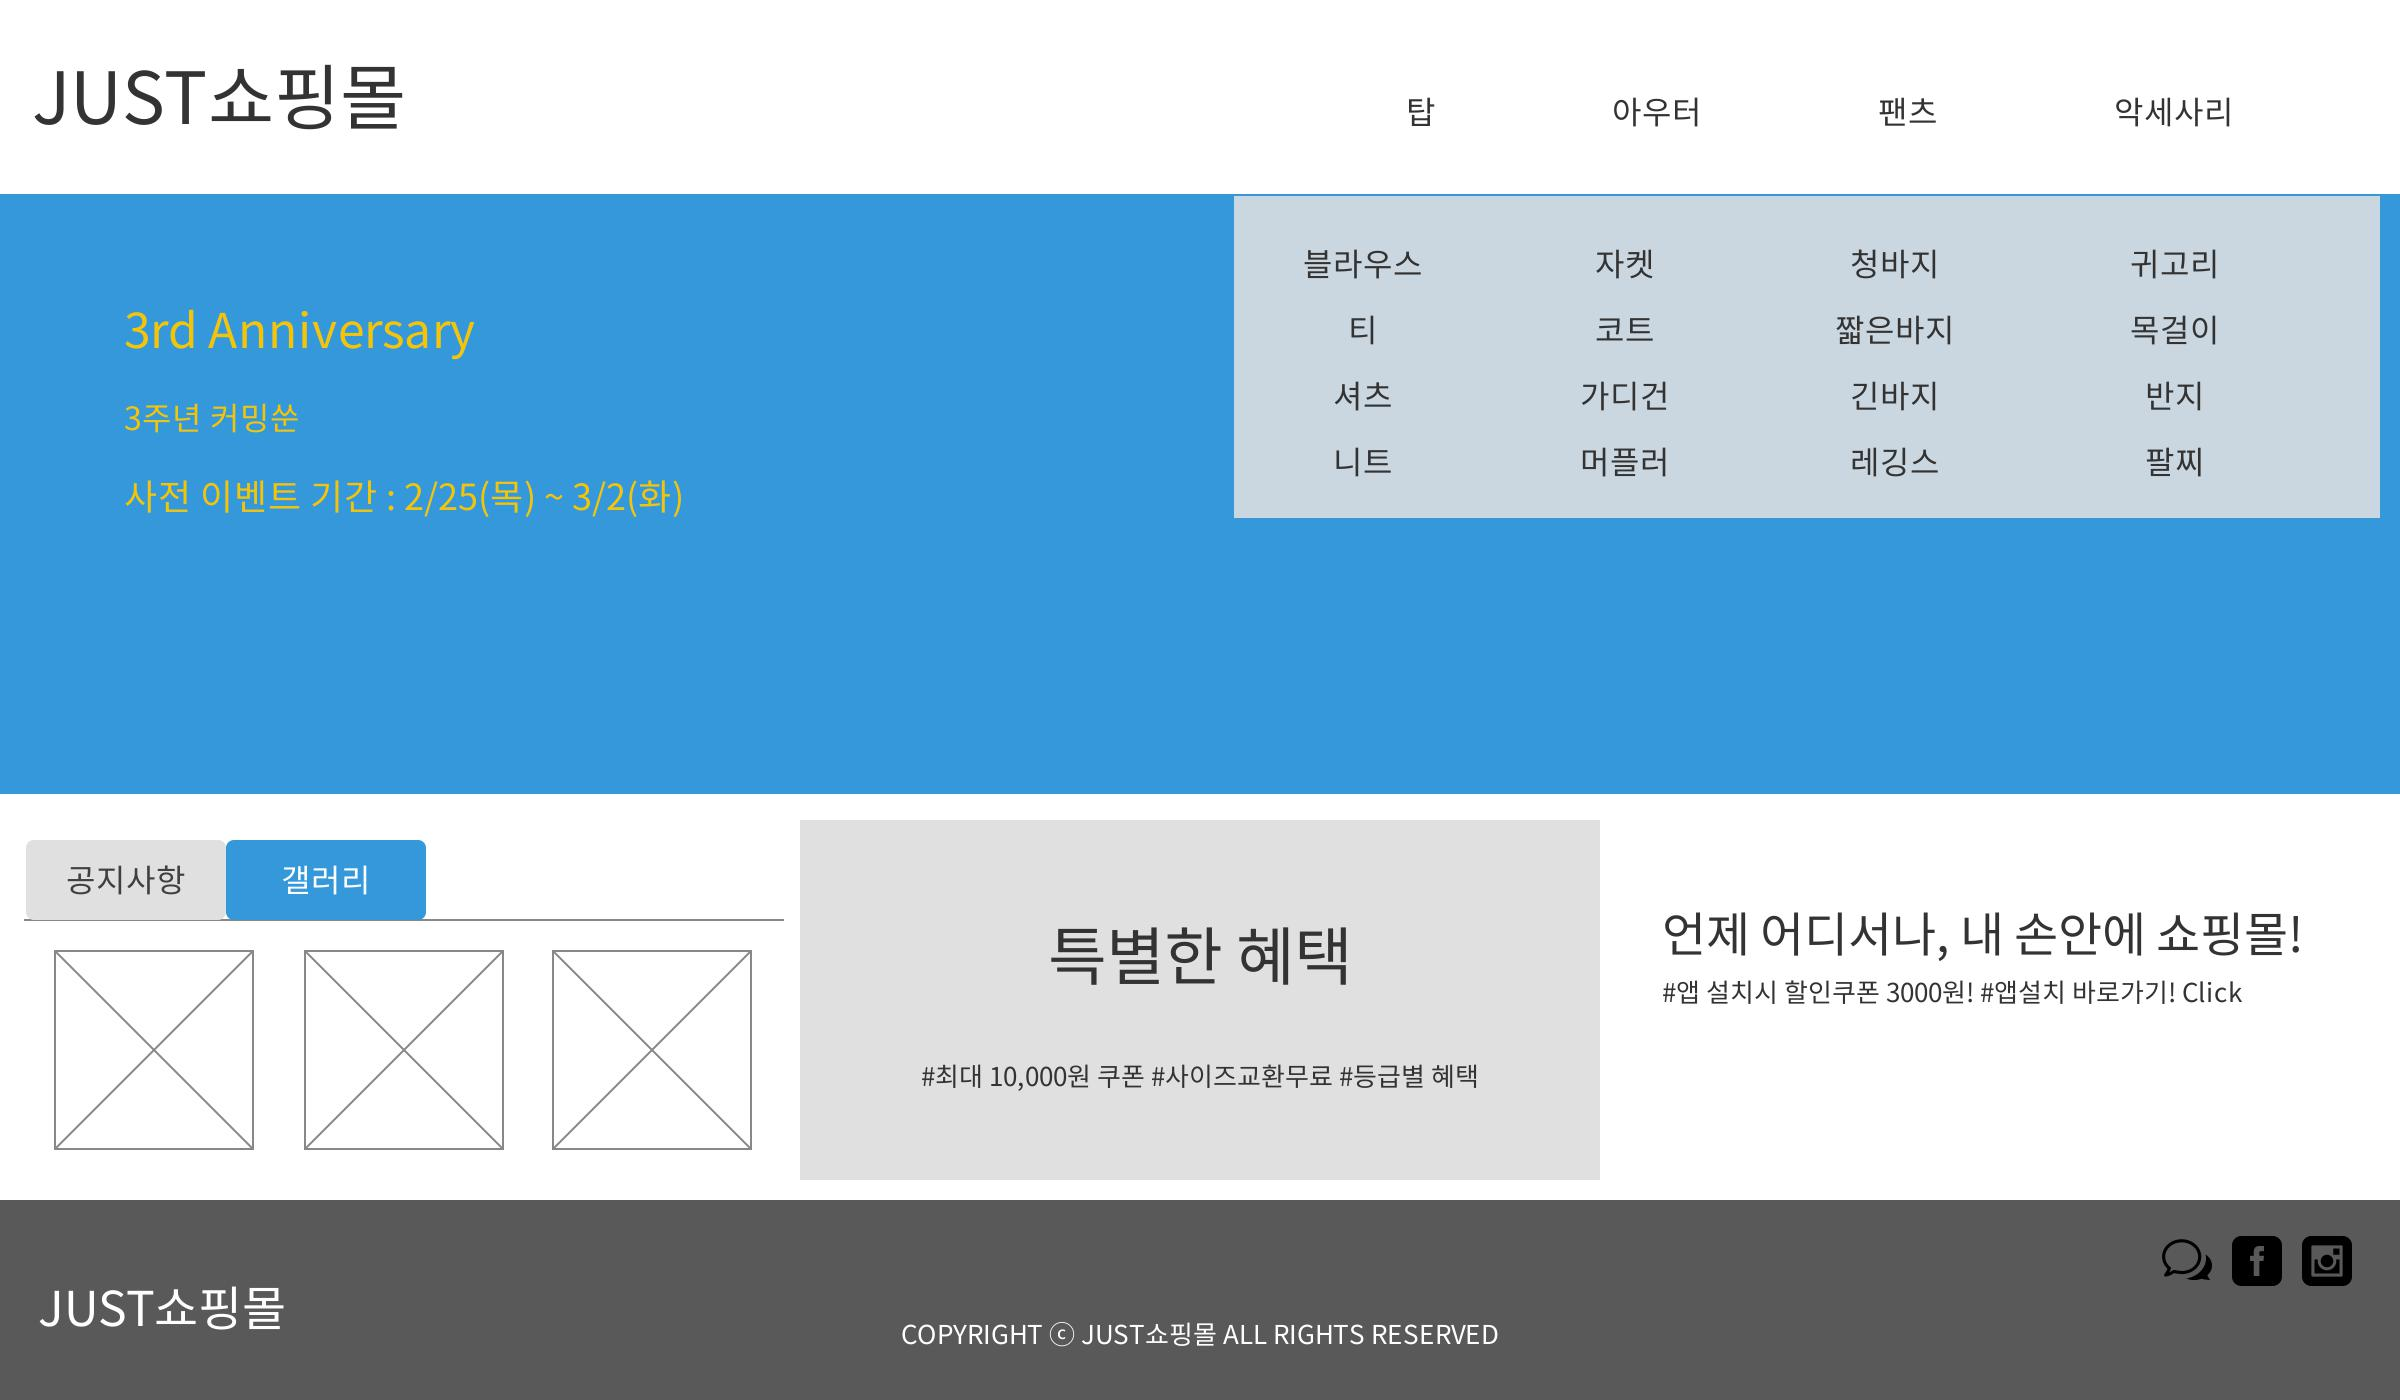 JUST쇼핑몰
탑 아우터 팬츠 악세사리
블라우스 자켓 청바지 귀고리
티 코트 짧은바지 목걸이
셔츠 가디건 긴바지 반지
니트 머플러 레깅스 팔찌
3rd Anniversary
3주년 커밍쑨
사전 이벤트 기간 : 2/25(목) ~ 3/2(화)
공지사항 갤러리
특별한 혜택
#최대 10,000원 쿠폰 #사이즈교환무료 #등급별 혜택
언제 어디서나, 내 손안에 쇼핑몰!
#앱 설치시 할인쿠폰 3000원! #앱설치 바로가기! Click
JUST쇼핑몰
COPYRIGHT ⓒ JUST쇼핑몰 ALL RIGHTS RESERVED